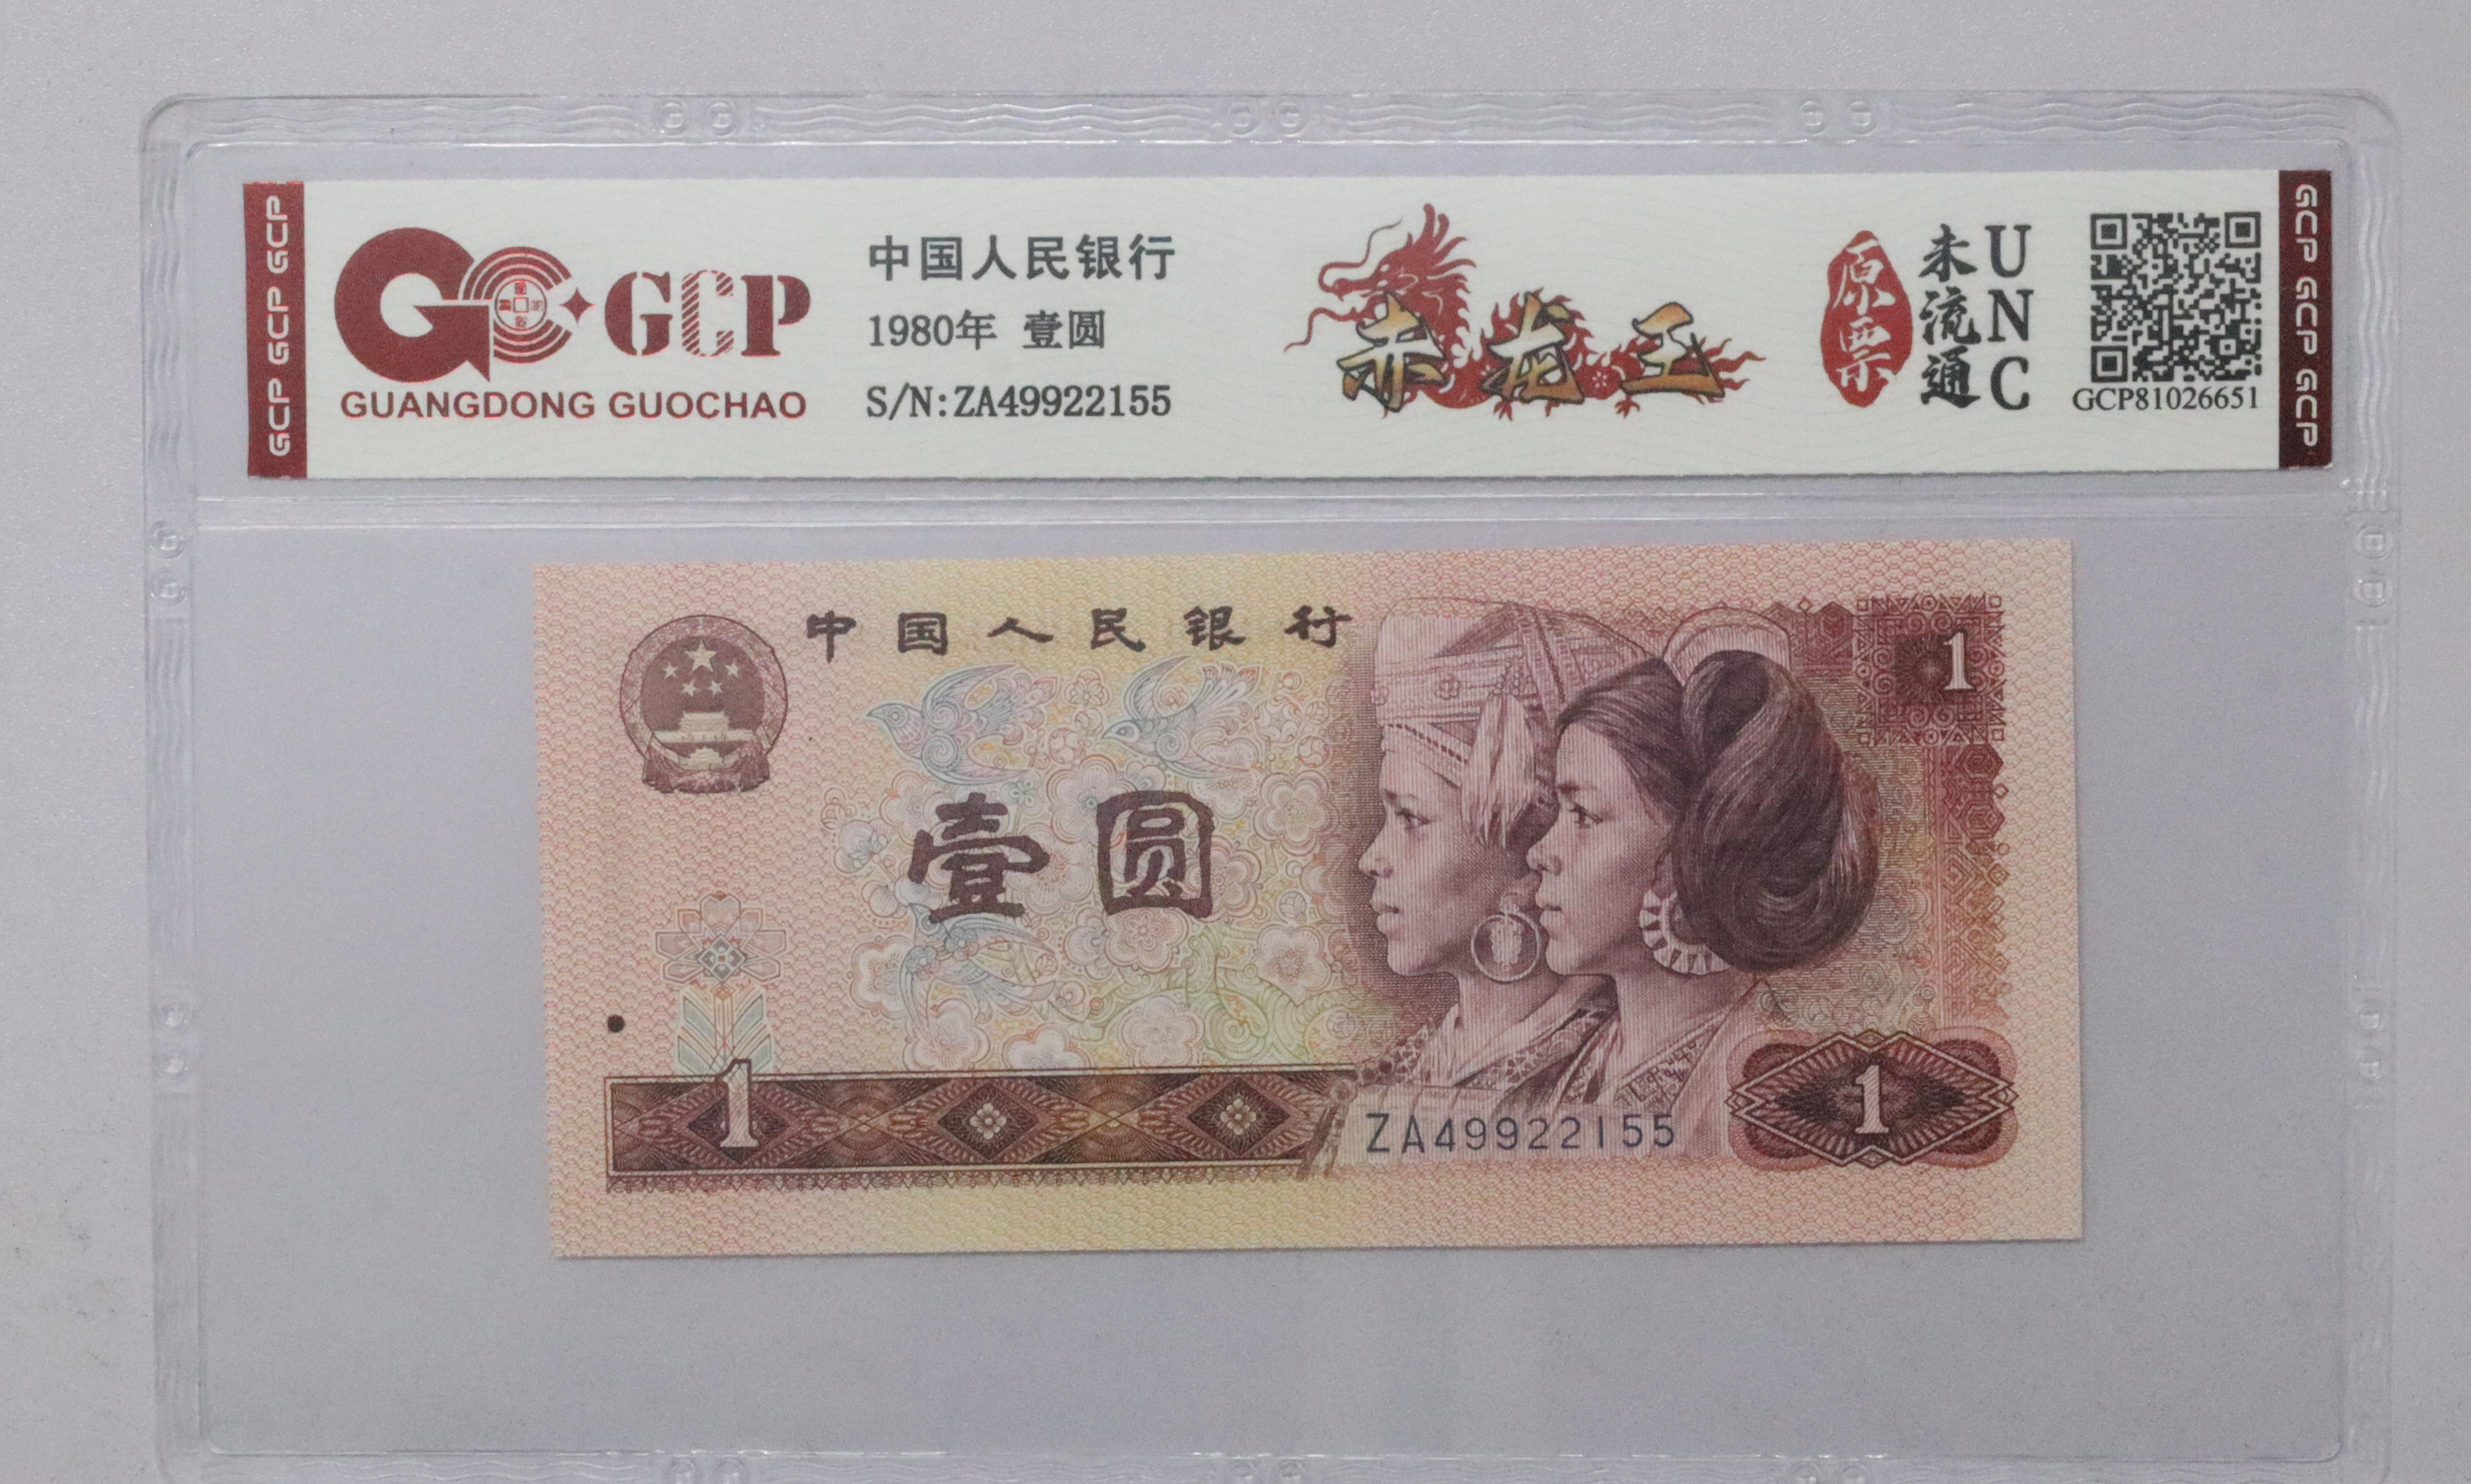 GCP GCP GCP
GCP
GUANGDONG GUOCHAO
中国人民银行
1980年 壹圆
S/N:ZA49922155
赤龙王
原票
未流通
UNC
GCP81026651
GCP GCP GCP
中国人民银行
1
壹圆
1
ZA49922155
1